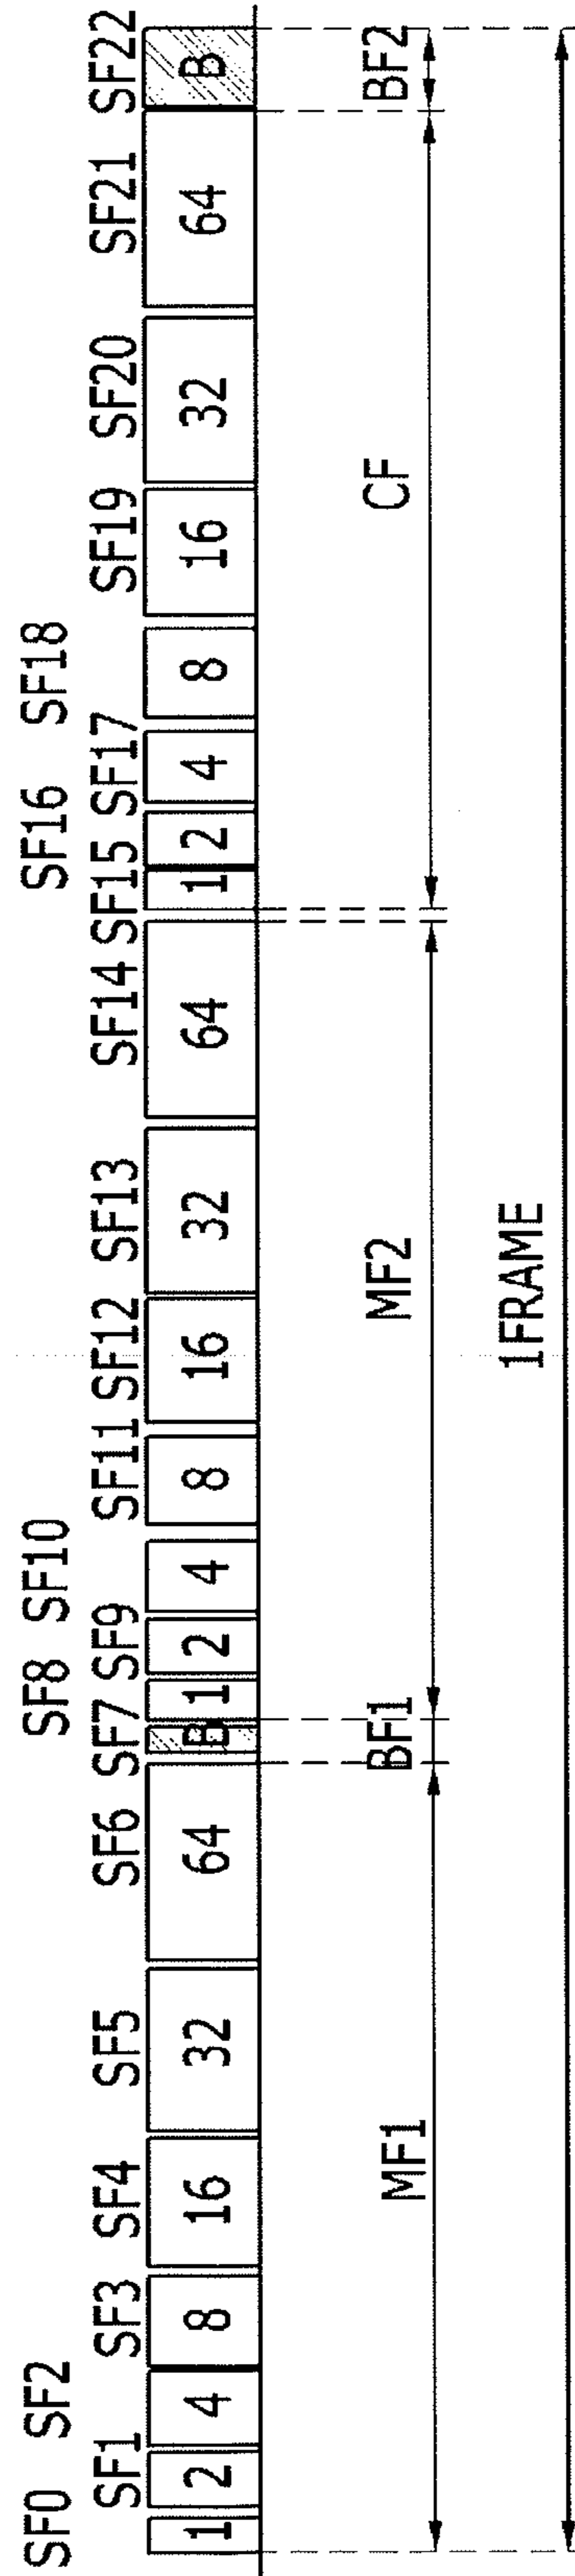 SF0 SF2 SF8 SF10 SF16 SF18
SF1 SF3 SF4 SF5 SF6 SF7 SF9 SF11 SF12 SF13 SF14 SF15 SF17 SF19 SF20 SF21 SF22
1 2 4 8 16 32 64 B 1 2 4 8 16 32 64 1 2 4 8 16 32 64 B
MF1 BF1 MF2 CF BF2
1FRAME